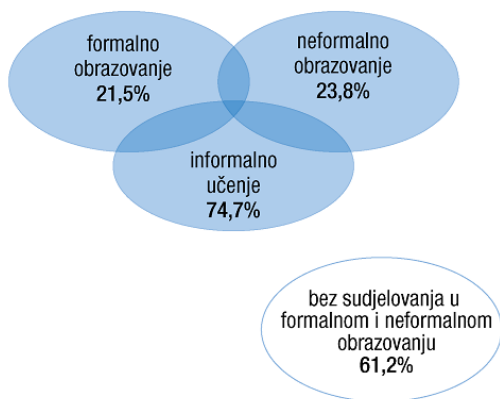 formalno
obrazovanje
21,5%
neformalno
obrazovanje
23,8%
informalno
učenje
74,7%
bez sudjelovanja u
formalnom i neformalnom
obrazovanju
61,2%